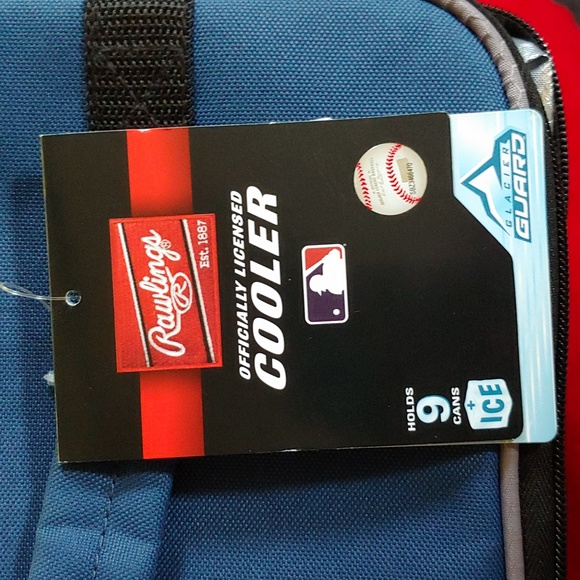 Rawlings®
R
Est. 1887
OFFICIALLY LICENSED
COOLER
GLACIER
GUARD
HOLDS
9
CANS
+
ICE